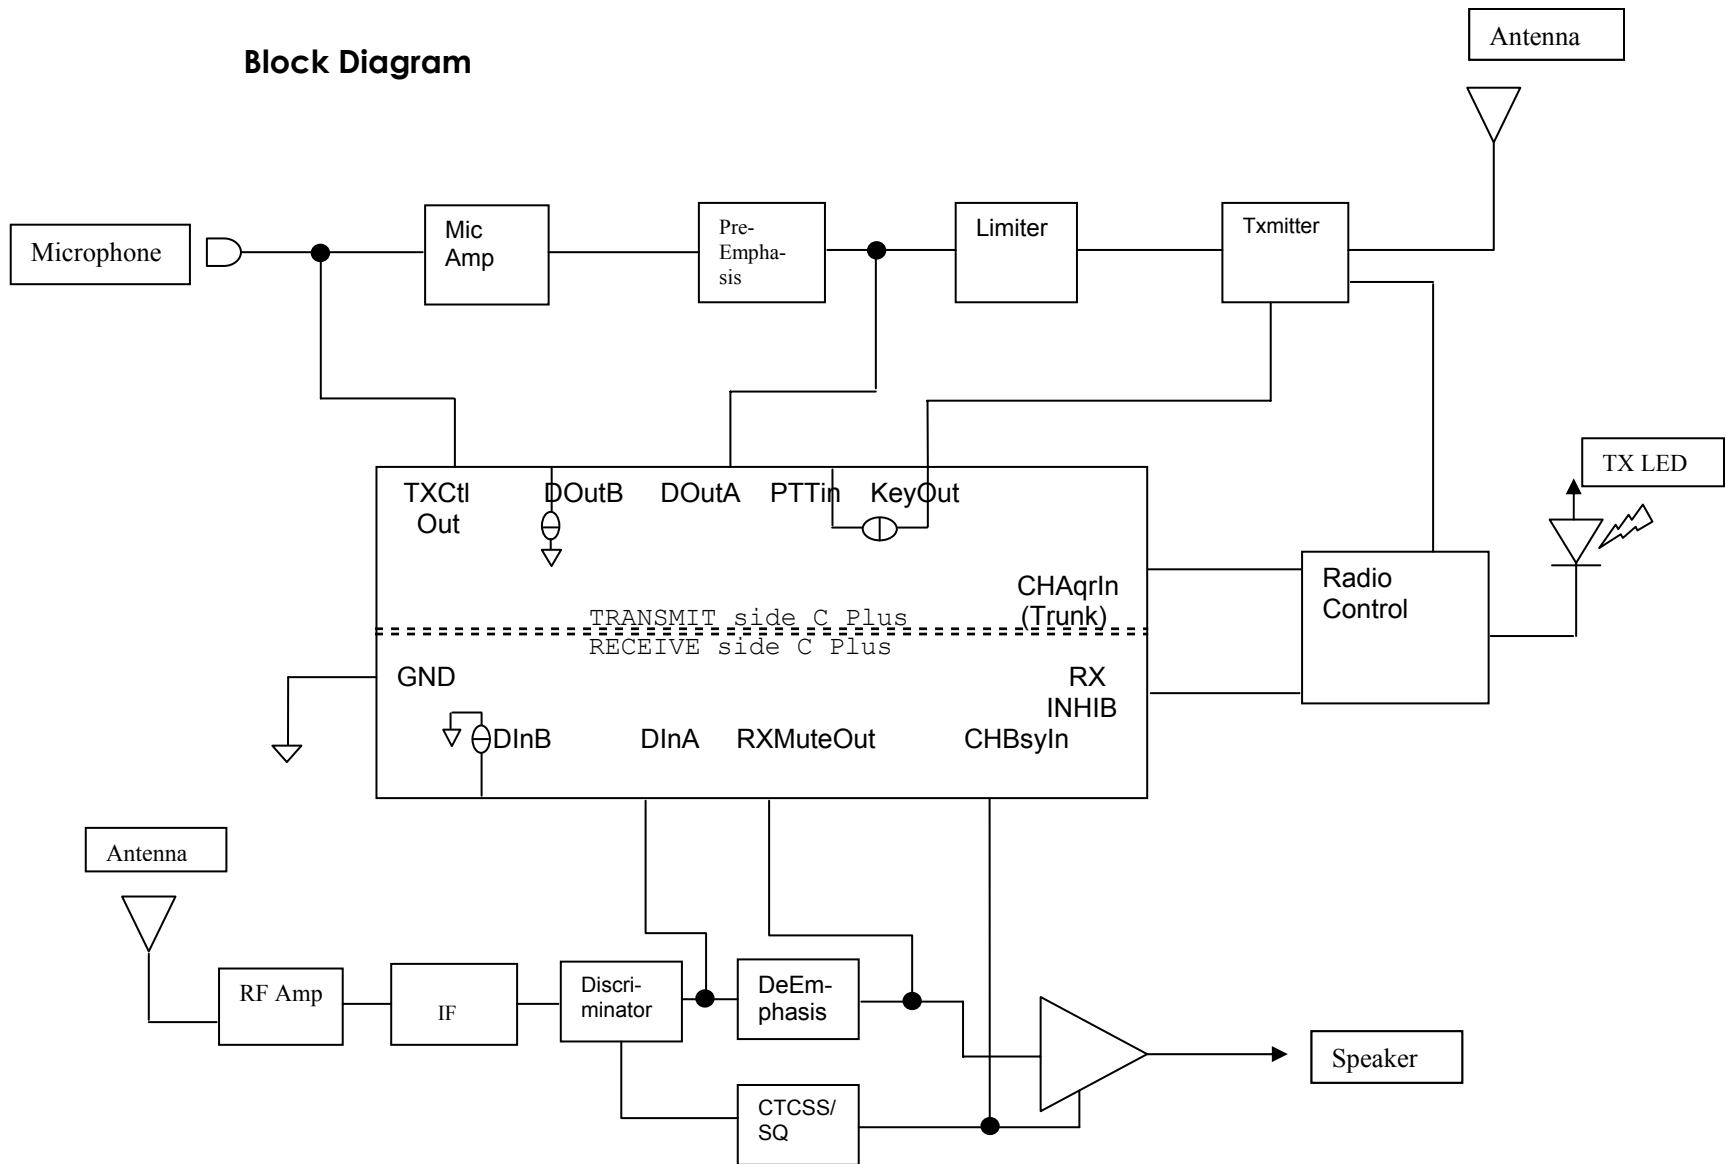 Block Diagram
Antenna
Microphone
Mic
Amp
Pre-
Empha-
sis
Limiter
Txmitter
TX LED
TXCtl
Out
DOutB
DOutA
PTTin
KeyOut
CHAqrIn
(Trunk)
Radio
Control
TRANSMIT side C Plus
RECEIVE side C Plus
GND
RX
INHIB
DInB
DInA
RXMuteOut
CHBsyIn
Antenna
RF Amp
IF
Discri-
minator
DeEm-
phasis
Speaker
CTCSS/
SQ